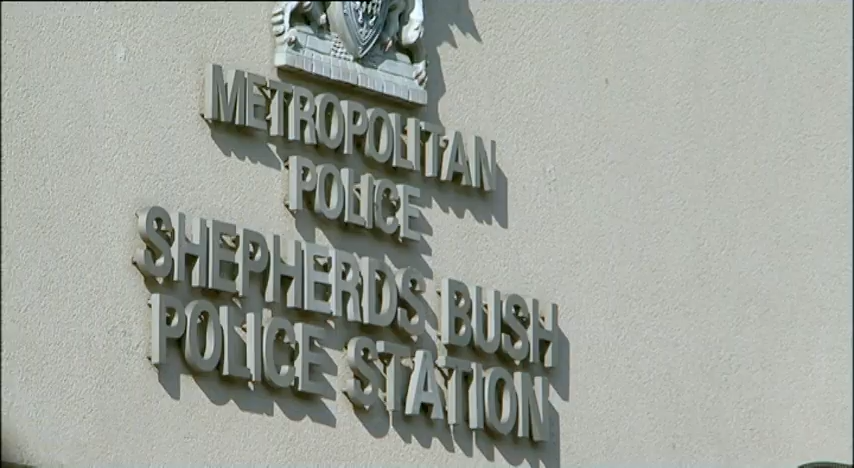 METROPOLITAN
POLICE
SHEPHERDS BUSH
POLICE STATION